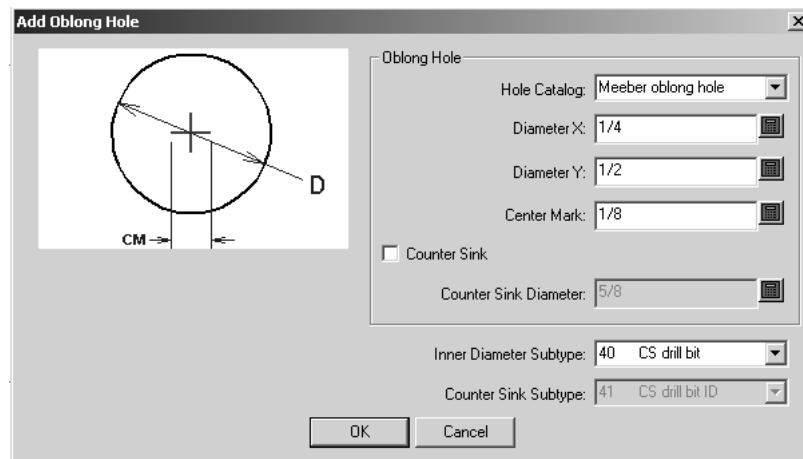 Add Oblong Hole
D
CM
Oblong Hole
Hole Catalog: Meeber oblong hole
Diameter X: 1/4
Diameter Y: 1/2
Center Mark: 1/8
Counter Sink
Counter Sink Diameter: 5/8
Inner Diameter Subtype: 40 CS drill bit
Counter Sink Subtype: 41 CS drill bit ID
OK Cancel